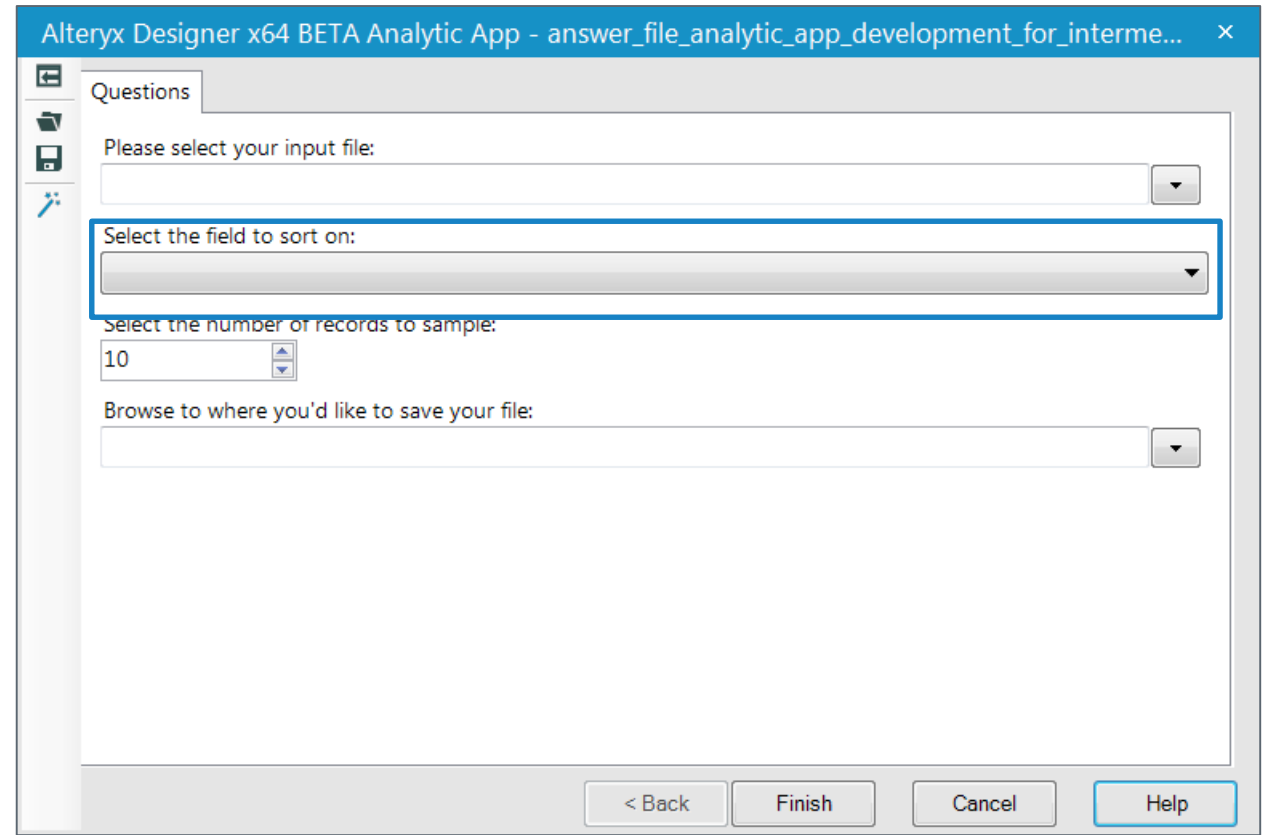 Alteryx Designer x64 BETA Analytic App - answer_file_analytic_app_development_for_interme...
Questions
Please select your input file:
Select the field to sort on:
Select the number of records to sample:
10
Browse to where you'd like to save your file:
< Back Finish Cancel Help